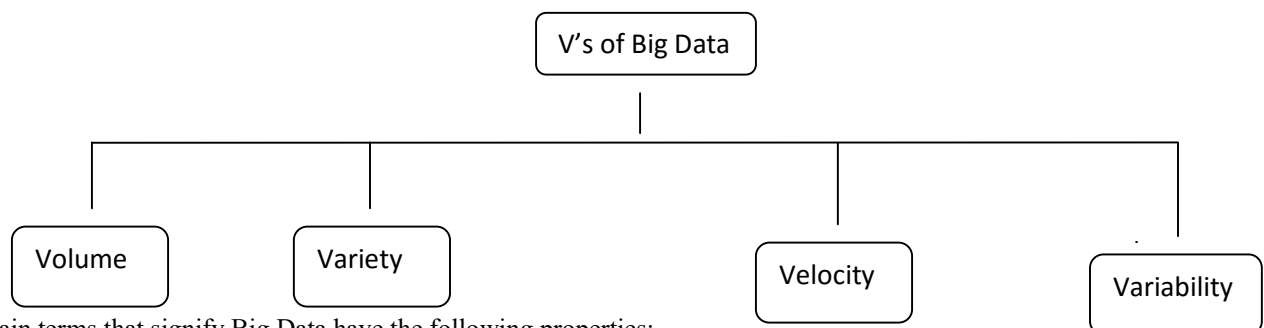 V’s of Big Data
Volume
Variety
Velocity
Variability
ain terms that signify Big Data have the following properties: